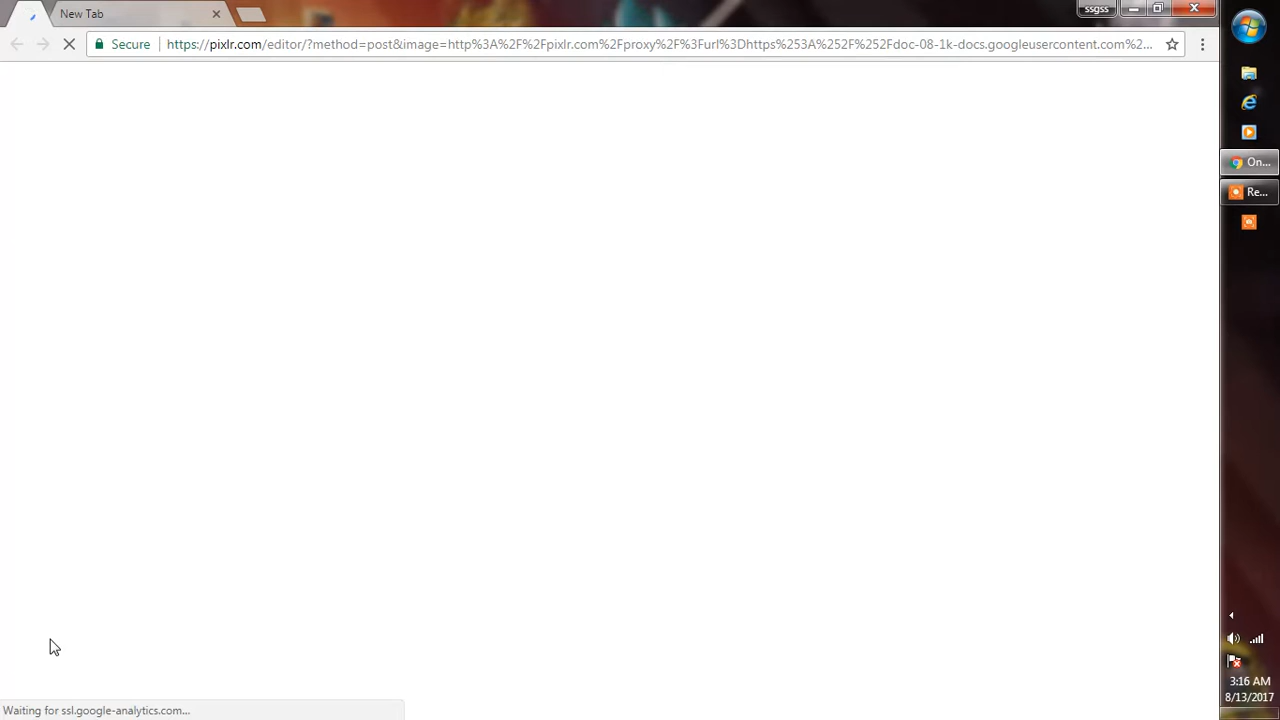 New Tab
ssgss
Secure
https://pixlr.com/editor/?method=post&image=http%3A%2F%2Fpixlr.com%2Fproxy%2F%3Furl%3Dhttps%253A%252F%252Fdoc-08-1k-docs.googleusercontent.com%2...
On...
Re...
3:16 AM
8/13/2017
Waiting for ssl.google-analytics.com...